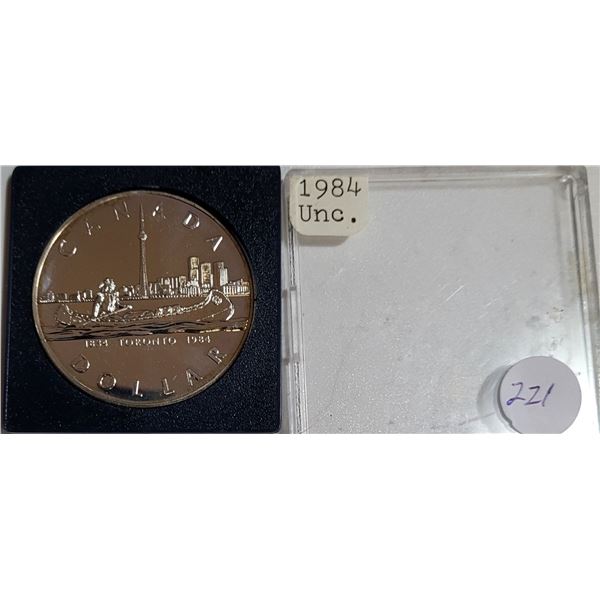 CANADA
1834 TORONTO 1984
DOLLAR
1984
Unc.
221